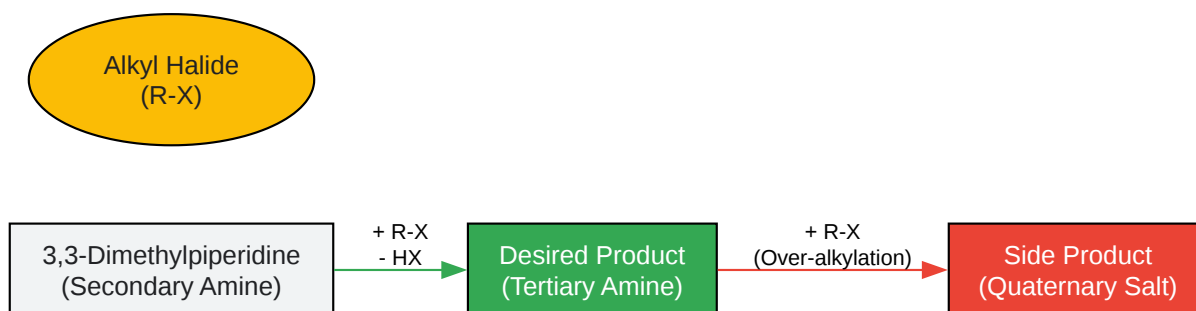 Alkyl Halide
(R-X)
3,3-Dimethylpiperidine
(Secondary Amine)
+ R-X
- HX
Desired Product
(Tertiary Amine)
+ R-X
(Over-alkylation)
Side Product
(Quaternary Salt)